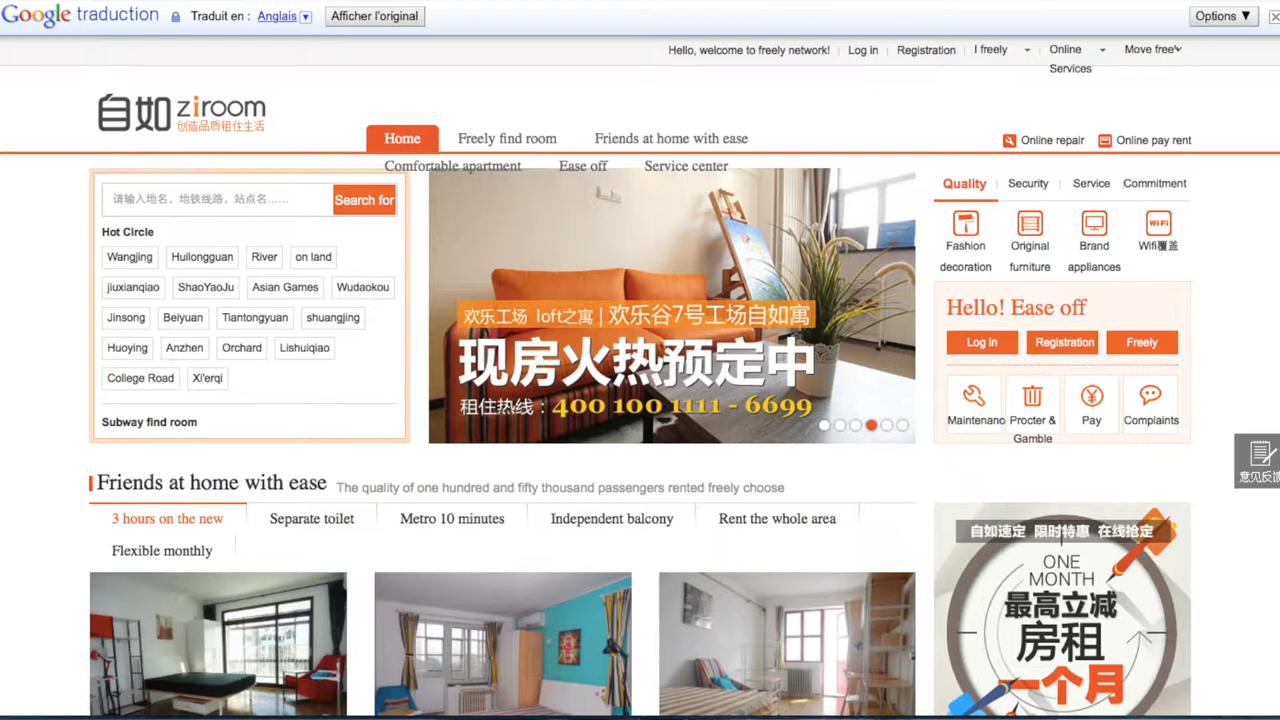 Google traduction Traduit en : Anglais Afficher l'original Options ▼
Hello, welcome to freely network! Log in Registration I freely Online Services Move free
自如 ziroom
创造品质租住生活
Home Freely find room Friends at home with ease
Comfortable apartment Ease off Service center
Online repair Online pay rent
请输入地名，地铁线路，站点名…… Search for
Hot Circle
Wangjing Huilongguan River on land
jiuxianqiao ShaoYaoJu Asian Games Wudaokou
Jinsong Beiyuan Tiantongyuan shuangjing
Huoying Anzhen Orchard Lishuiqiao
College Road Xi'erqi
Subway find room
欢乐工场 loft之寓 | 欢乐谷7号工场自如寓
现房火热预定中
租住热线：400 100 1111 - 6699
Quality Security Service Commitment
WiFi
Fashion decoration Original furniture Brand appliances Wifi覆盖
Hello! Ease off
Log in Registration Freely
Maintenanc Procter & Gamble Pay Complaints
意见反馈
Friends at home with ease The quality of one hundred and fifty thousand passengers rented freely choose
3 hours on the new Separate toilet Metro 10 minutes Independent balcony Rent the whole area
Flexible monthly
自如速定 限时特惠 在线抢定
ONE
MONTH
最高立减
房租
一个月